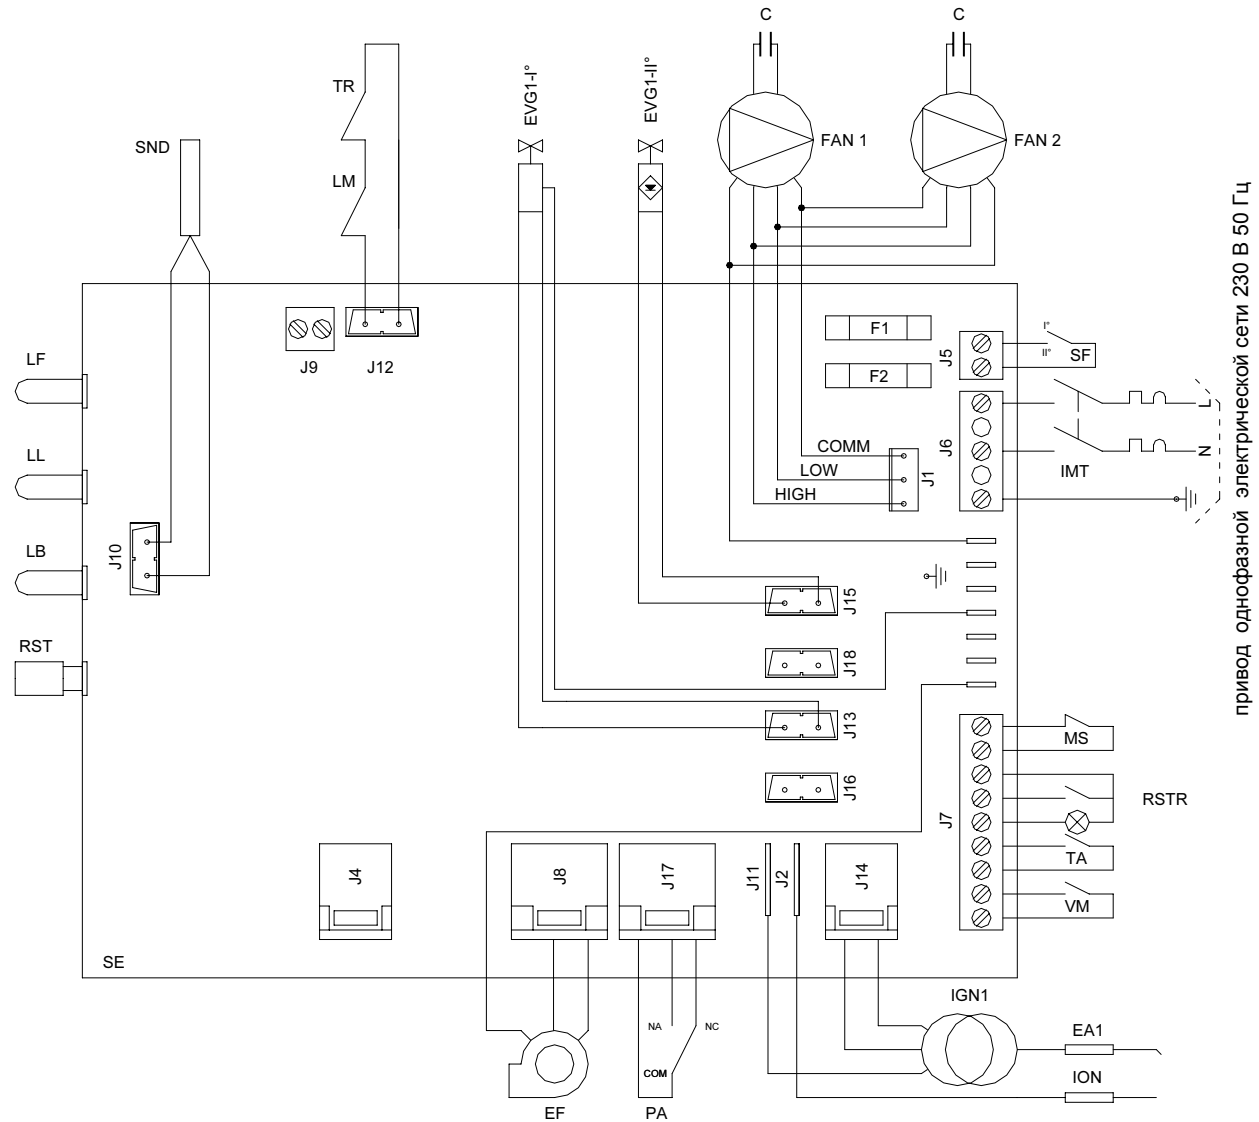 C
C
EVG1-I°
EVG1-II°
TR
SND
FAN 1
FAN 2
LM
привод однофазной электрической сети 230 В 50 Гц
I°
II°
SF
F1
F2
J5
LF
J9
J12
L
COMM
LOW
HIGH
J1
J6
N
IMT
LL
LB
J10
J15
RST
J18
J13
MS
J16
RSTR
J7
TA
J4
J8
J17
J11
J2
J14
VM
SE
IGN1
NA
NC
EA1
COM
ION
EF
PA